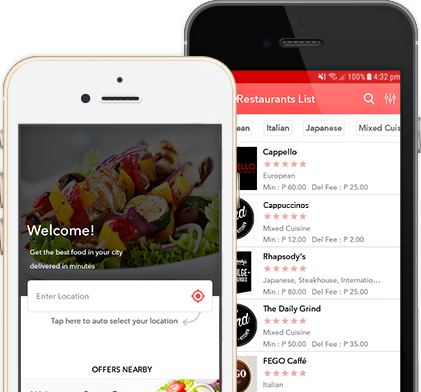 Welcome!
Get the best food in your city
delivered in minutes
Enter Location
Tap here to auto select your location
OFFERS NEARBY
100% 4:32 pm
Restaurants List
ean Italian Japanese Mixed Cuis
Cappello
European
Min : P 60.00 Del Fee : P 25.00
Cappuccinos
Mixed Cuisine
Min : P 12.00 Del Fee : P 2.00
Rhapsody's
Japanese, Steakhouse, Internatio...
Min : P 80.00 Del Fee : P 25.00
The Daily Grind
Mixed Cuisine
Min : P 50.00 Del Fee : P 35.00
FEGO Caffé
Italian